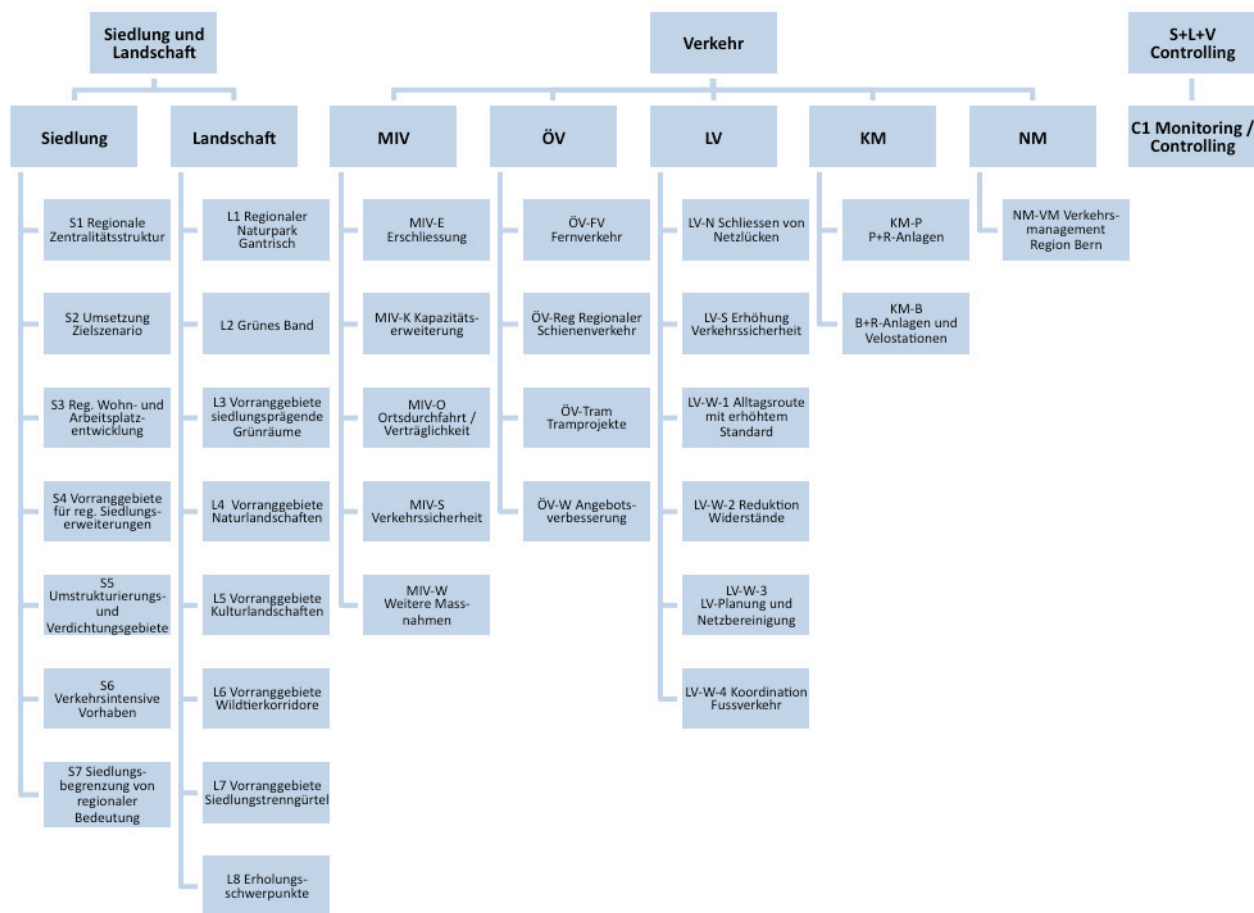 Siedlung und
Landschaft
Verkehr
S+L+V
Controlling
Siedlung
Landschaft
MIV
ÖV
LV
KM
NM
C1 Monitoring /
Controlling
S1 Regionale
Zentralitätsstruktur
S2 Umsetzung
Zielszenario
S3 Reg. Wohn- und
Arbeitsplatz-
entwicklung
S4 Vorranggebiete
für reg. Siedlungs-
erweiterungen
S5
Umstrukturierungs-
und
Verdichtungsgebiete
S6
Verkehrsintensive
Vorhaben
S7 Siedlungs-
begrenzung von
regionaler
Bedeutung
L1 Regionaler
Naturpark
Gantrisch
L2 Grünes Band
L3 Vorranggebiete
siedlungsprägende
Grünräume
L4  Vorranggebiete
Naturlandschaften
L5 Vorranggebiete
Kulturlandschaften
L6 Vorranggebiete
Wildtierkorridore
L7 Vorranggebiete
Siedlungstrenngürtel
L8 Erholungs-
schwerpunkte
MIV-E
Erschliessung
MIV-K Kapazitäts-
erweiterung
MIV-O
Ortsdurchfahrt /
Verträglichkeit
MIV-S
Verkehrssicherheit
MIV-W
Weitere Mass-
nahmen
ÖV-FV
Fernverkehr
ÖV-Reg Regionaler
Schienenverkehr
ÖV-Tram
Tramprojekte
ÖV-W Angebots-
verbesserung
LV-N Schliessen von
Netzlücken
LV-S Erhöhung
Verkehrssicherheit
LV-W-1 Alltagsroute
mit erhöhtem
Standard
LV-W-2 Reduktion
Widerstände
LV-W-3
LV-Planung und
Netzbereinigung
LV-W-4 Koordination
Fussverkehr
KM-P
P+R-Anlagen
KM-B
B+R-Anlagen und
Velostationen
NM-VM Verkehrs-
management
Region Bern